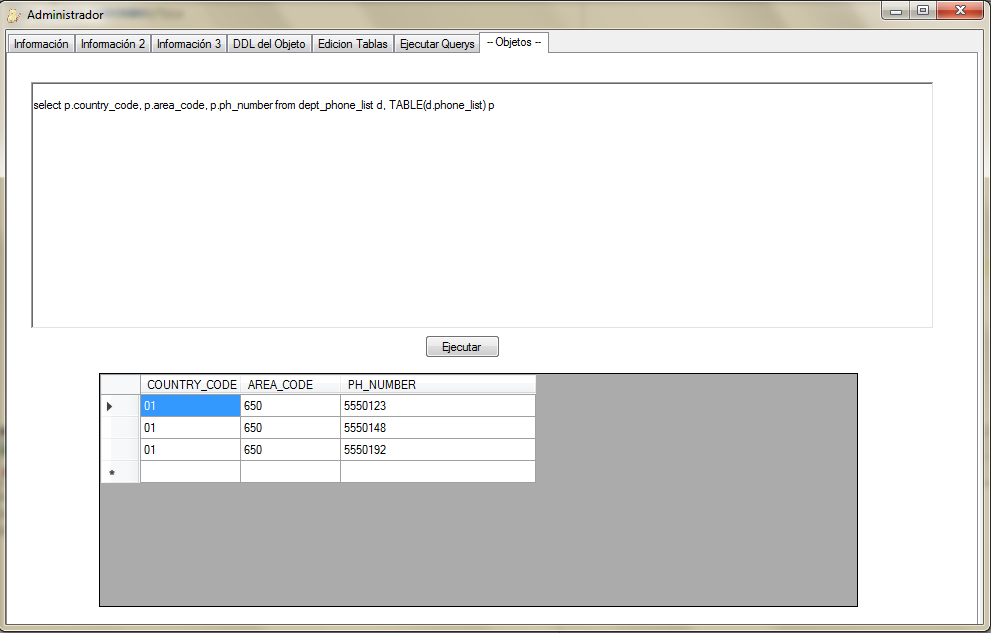 Administrador
Información Información 2 Información 3 DDL del Objeto Edicion Tablas Ejecutar Querys -- Objetos --
select p.country_code, p.area_code, p.ph_number from dept_phone_list d, TABLE(d.phone_list) p
Ejecutar
COUNTRY_CODE AREA_CODE PH_NUMBER
01 650 5550123
01 650 5550148
01 650 5550192